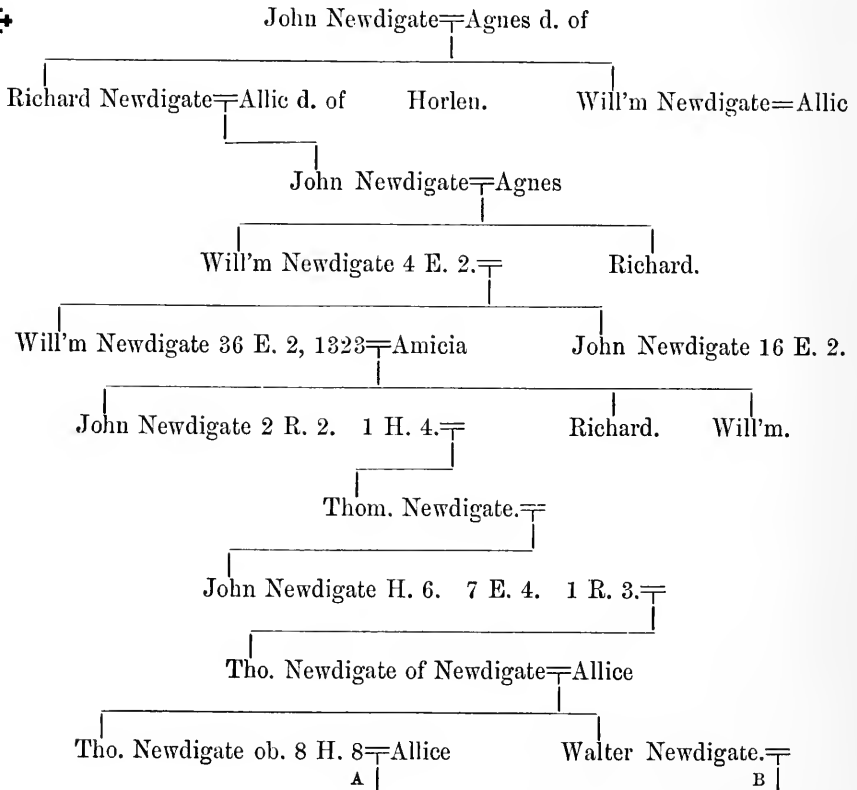 John Newdigate=Agnes d. of
Richard Newdigate=Allic d. of Horlen. Will'm Newdigate=Allic
John Newdigate=Agnes
Will'm Newdigate 4 E. 2.= Richard.
Will'm Newdigate 36 E. 2, 1323=Amicia John Newdigate 16 E. 2.
John Newdigate 2 R. 2. 1 H. 4.= Richard. Will'm.
Thom. Newdigate.=
John Newdigate H. 6. 7 E. 4. 1 R. 3.=
Tho. Newdigate of Newdigate=Allice
Tho. Newdigate ob. 8 H. 8=Allice Walter Newdigate.=
A B